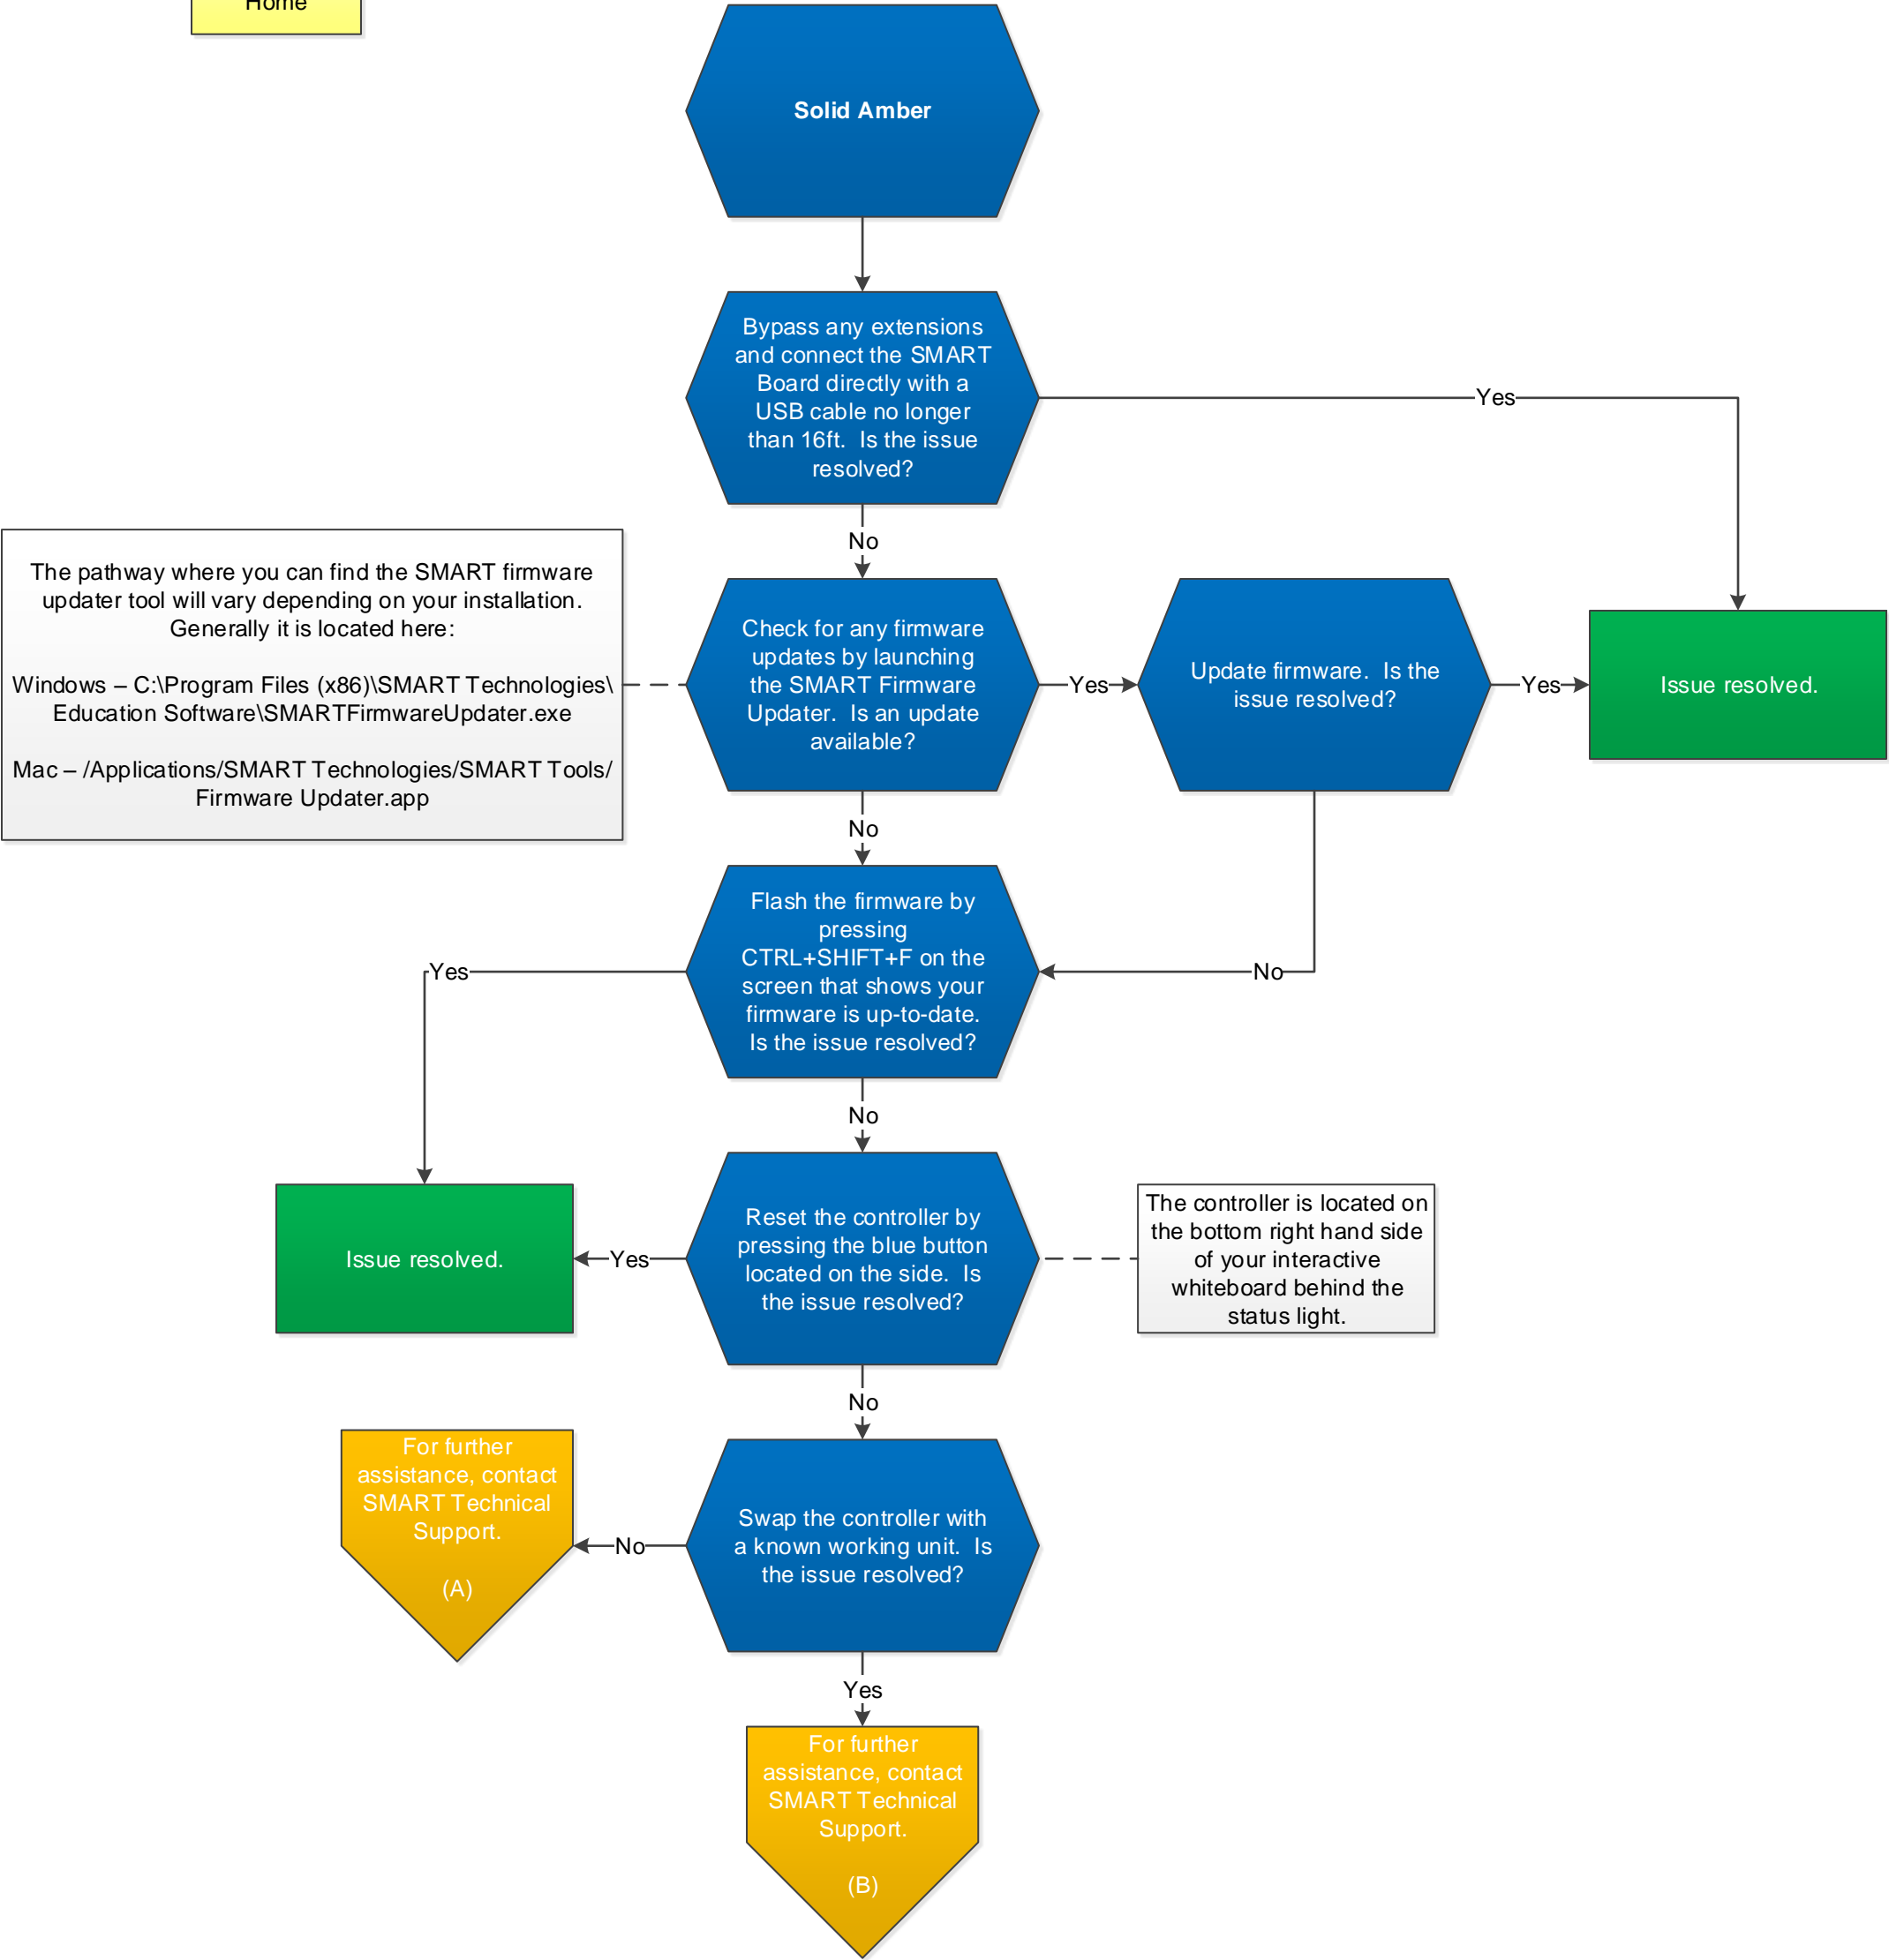 Home
Solid Amber
Bypass any extensions
and connect the SMART
Board directly with a
USB cable no longer
than 16ft.  Is the issue
resolved?
Yes
No
The pathway where you can find the SMART firmware
updater tool will vary depending on your installation.
Generally it is located here:
Windows – C:\Program Files (x86)\SMART Technologies\
Education Software\SMARTFirmwareUpdater.exe
Mac – /Applications/SMART Technologies/SMART Tools/
Firmware Updater.app
Check for any firmware
updates by launching
the SMART Firmware
Updater.  Is an update
available?
Yes
Update firmware.  Is the
issue resolved?
Yes
Issue resolved.
No
Flash the firmware by
pressing
CTRL+SHIFT+F on the
screen that shows your
firmware is up-to-date.
Is the issue resolved?
Yes
No
No
Issue resolved.
Yes
Reset the controller by
pressing the blue button
located on the side.  Is
the issue resolved?
The controller is located on
the bottom right hand side
of your interactive
whiteboard behind the
status light.
No
For further
assistance, contact
SMART Technical
Support.
(A)
No
Swap the controller with
a known working unit.  Is
the issue resolved?
Yes
For further
assistance, contact
SMART Technical
Support.
(B)